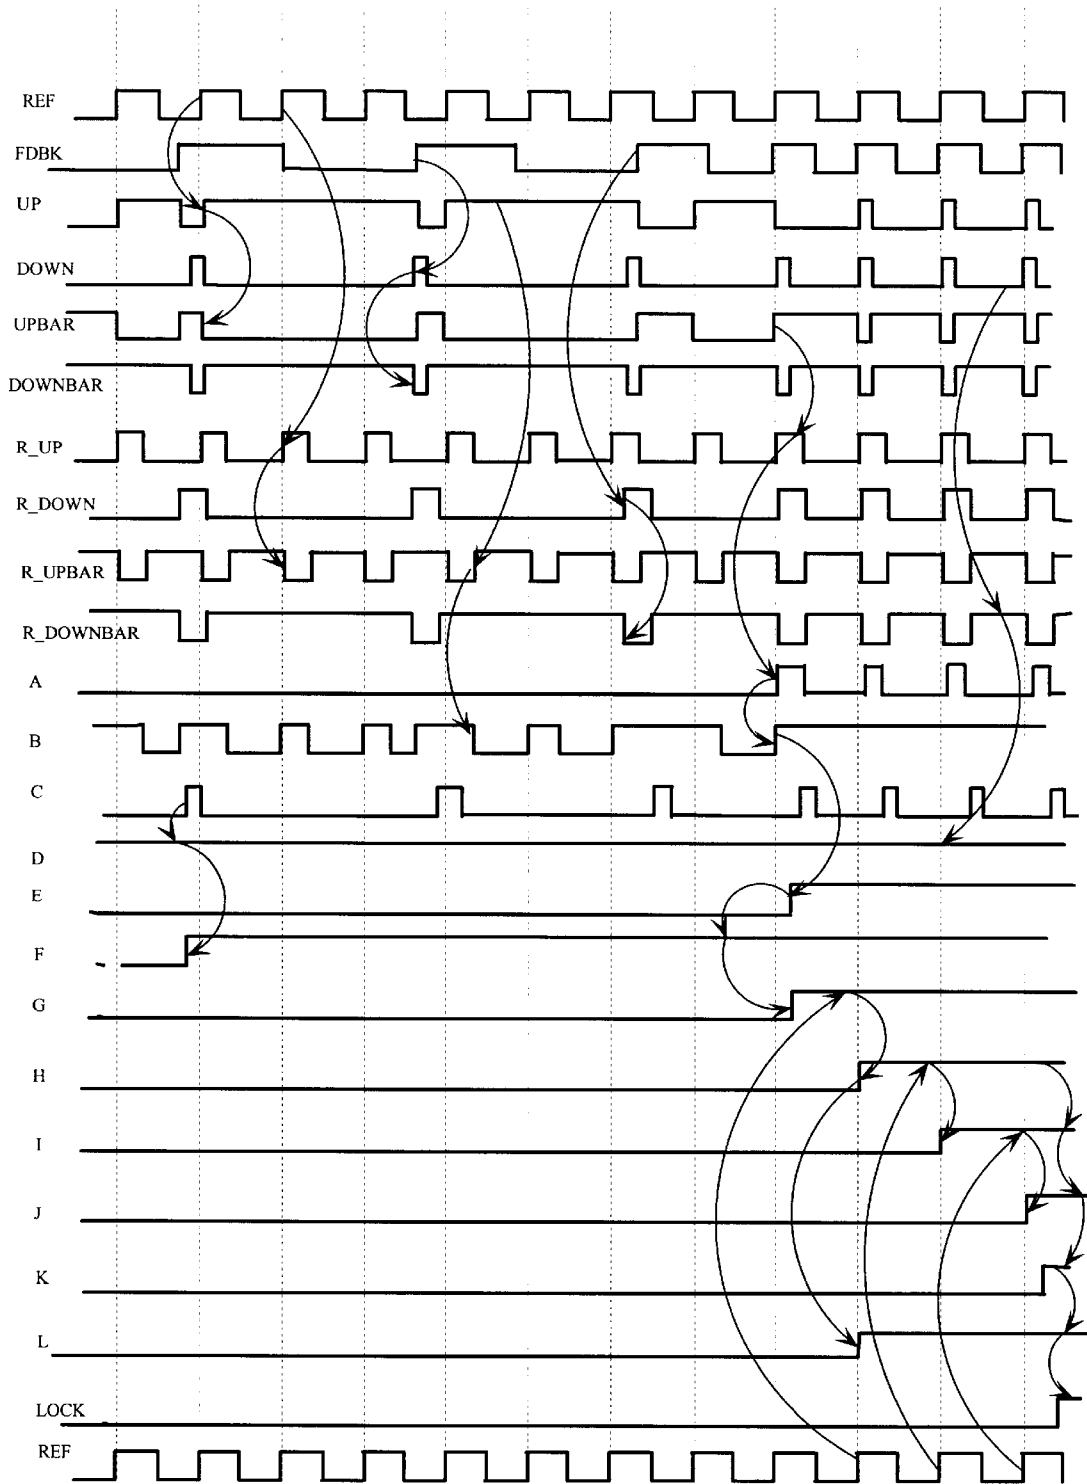 REF
FDBK
UP
DOWN
UPBAR
DOWNBAR
R_UP
R_DOWN
R_UPBAR
R_DOWNBAR
A
B
C
D
E
F
G
H
I
J
K
L
LOCK
REF